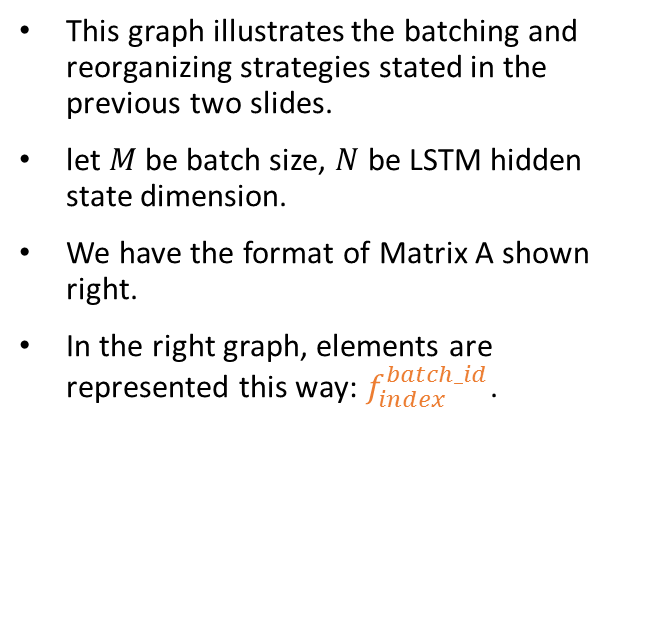 • This graph illustrates the batching and
reorganizing strategies stated in the
previous two slides.
• let M be batch size, N be LSTM hidden
state dimension.
• We have the format of Matrix A shown
right.
• In the right graph, elements are
represented this way: f_{index}^{batch_id}.